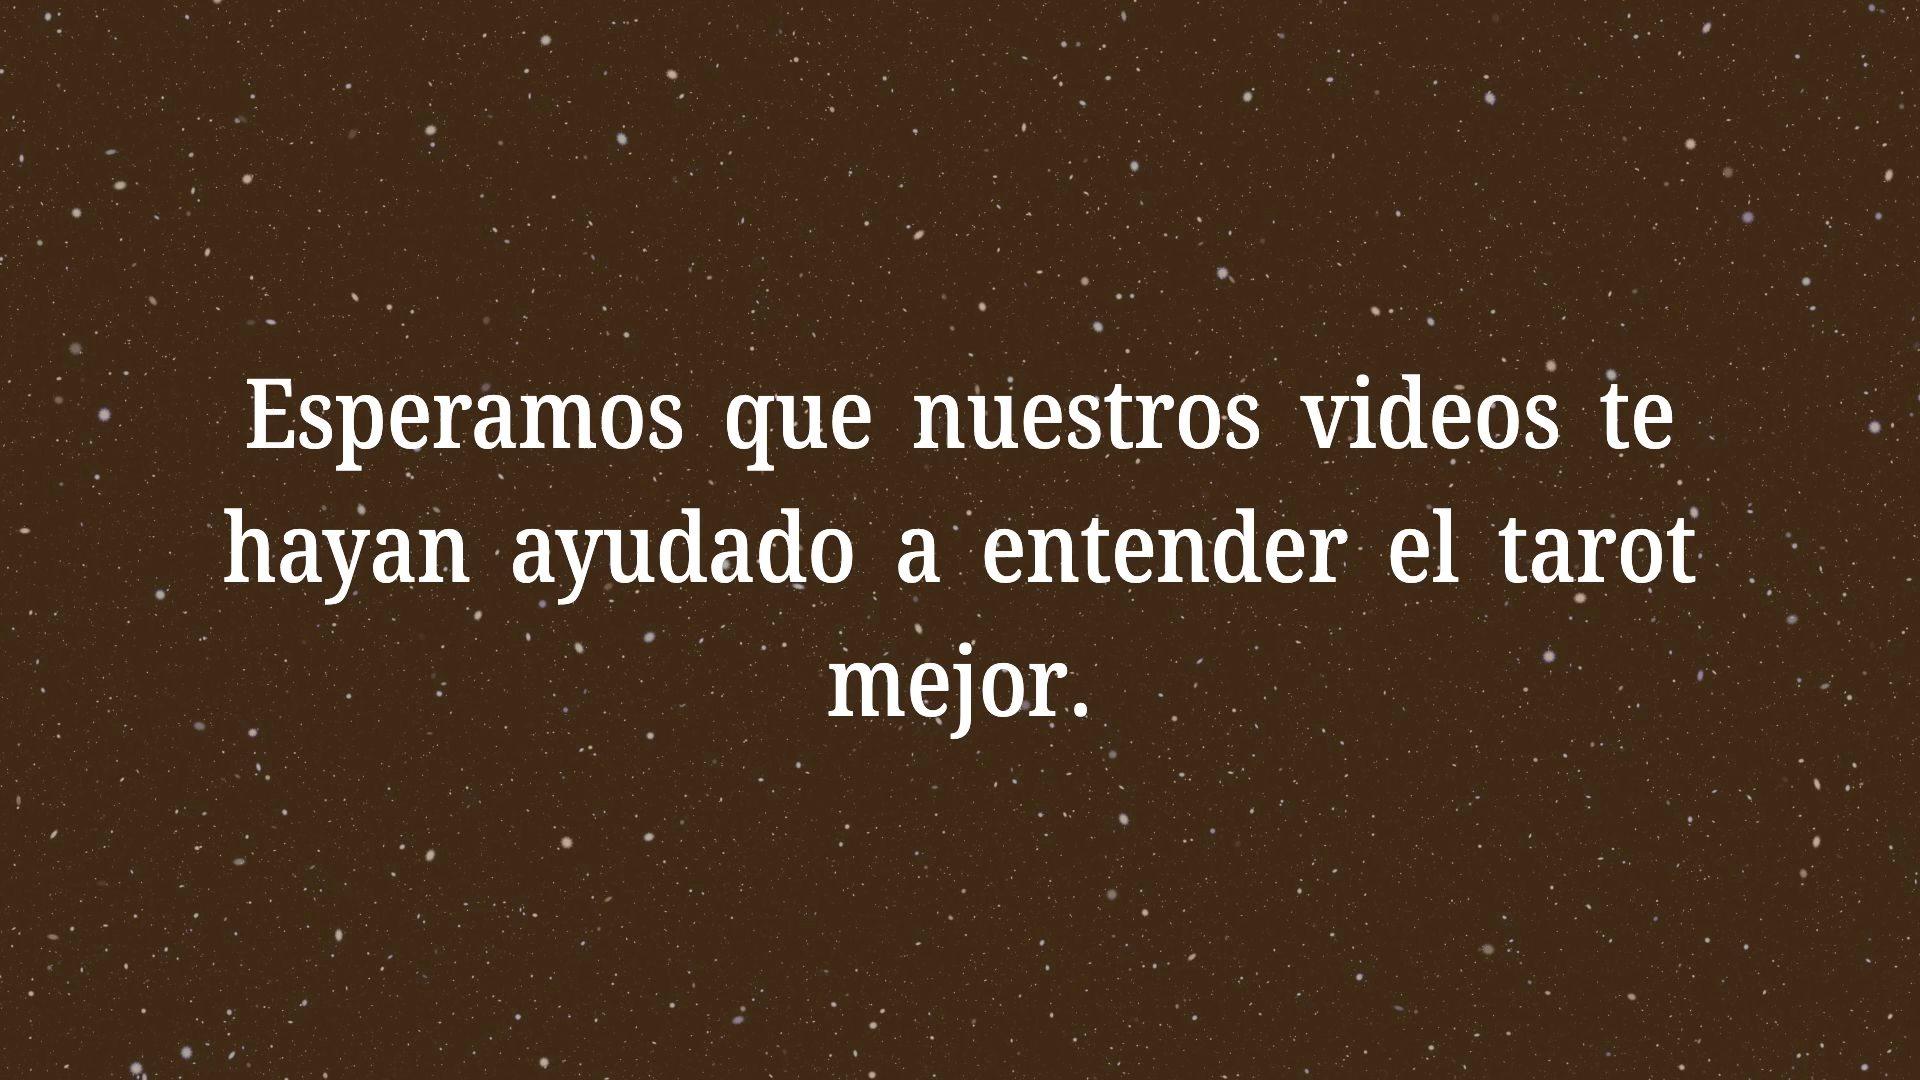 Esperamos que nuestros videos te
hayan ayudado a entender el tarot
mejor.